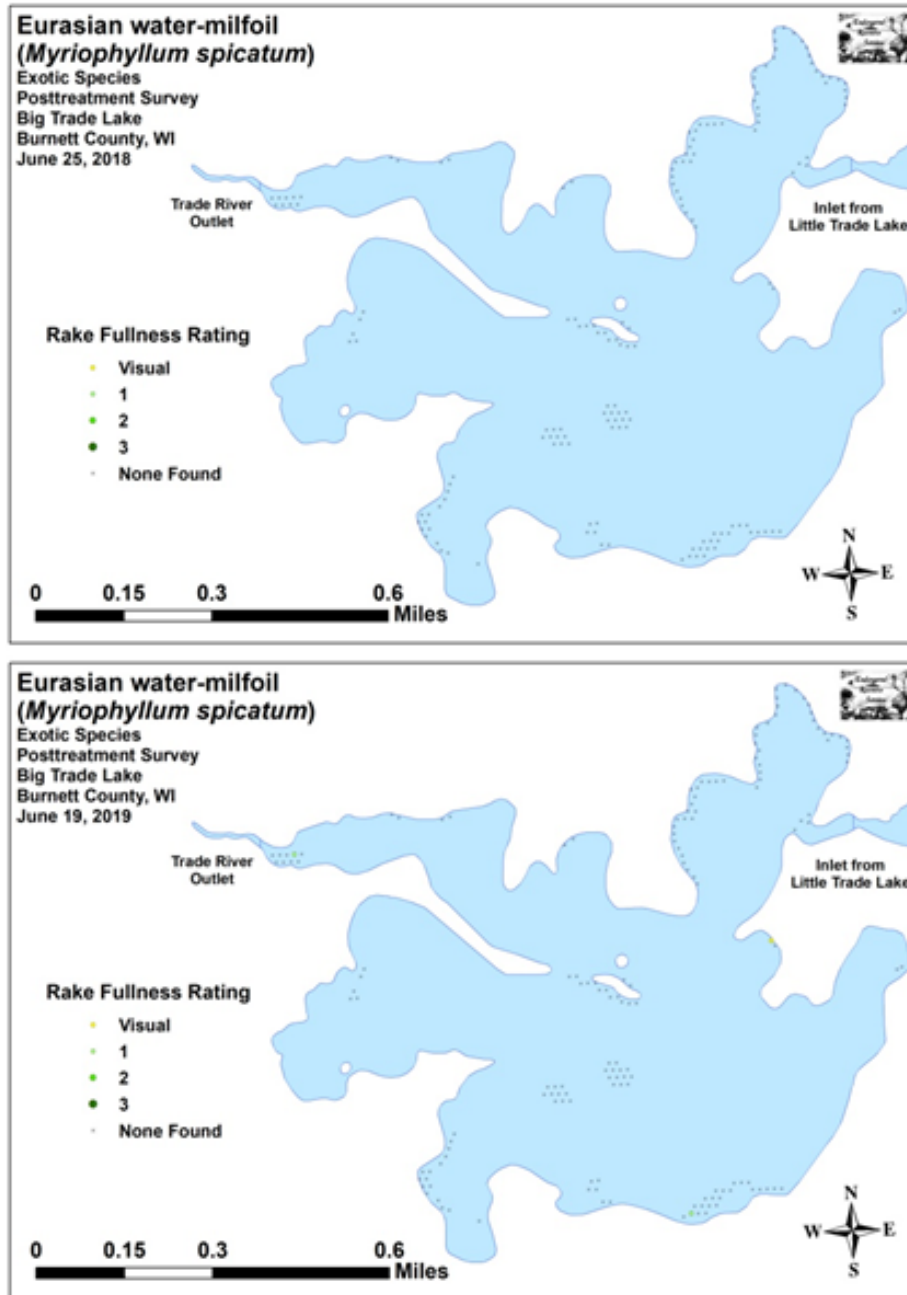 Eurasian water-milfoil
(Myriophyllum spicatum)
Exotic Species
Posttreatment Survey
Big Trade Lake
Burnett County, WI
June 25, 2018
Trade River
Outlet
Inlet from
Little Trade Lake
Rake Fullness Rating
Visual
1
2
3
None Found
N
W E
S
0 0.15 0.3 0.6
Miles
Eurasian water-milfoil
(Myriophyllum spicatum)
Exotic Species
Posttreatment Survey
Big Trade Lake
Burnett County, WI
June 19, 2019
Trade River
Outlet
Inlet from
Little Trade Lake
Rake Fullness Rating
Visual
1
2
3
None Found
N
W E
S
0 0.15 0.3 0.6
Miles